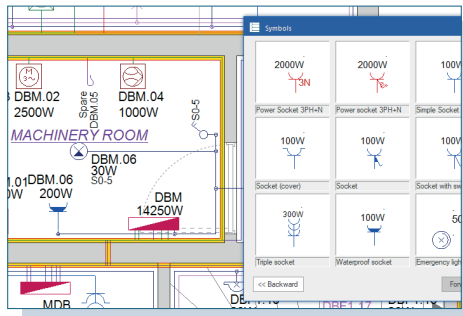 Symbols
2000W
3N
2000W
100W
Power Socket 3PH+N
Power socket 3PH+N
Simple Socket
100W
100W
100W
Socket (cover)
Socket
Socket with sw
300W
100W
Triple socket
Waterproof socket
Emergency ligh
<< Backward
M
3
DBM.02
2500W
Spare
DBM.05
DBM.04
1000W
S0-5
MACHINERY ROOM
DBM.06
30W
S0-5
DBM.06
200W
DBM
14250W
MDB